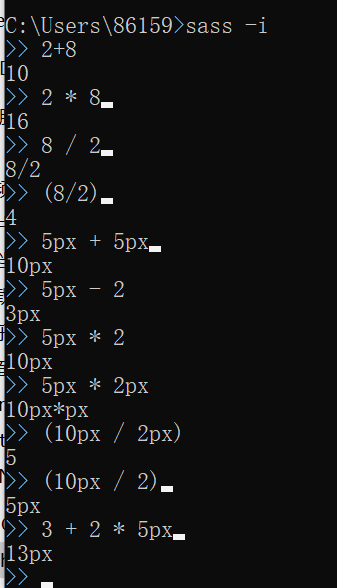 C:\Users\86159>sass -i
>> 2+8
10
>> 2 * 8
16
>> 8 / 2
8/2
>> (8/2)
4
>> 5px + 5px
10px
>> 5px - 2
3px
>> 5px * 2
10px
>> 5px * 2px
10px*px
>> (10px / 2px)
5
>> (10px / 2)
5px
>> 3 + 2 * 5px
13px
>>